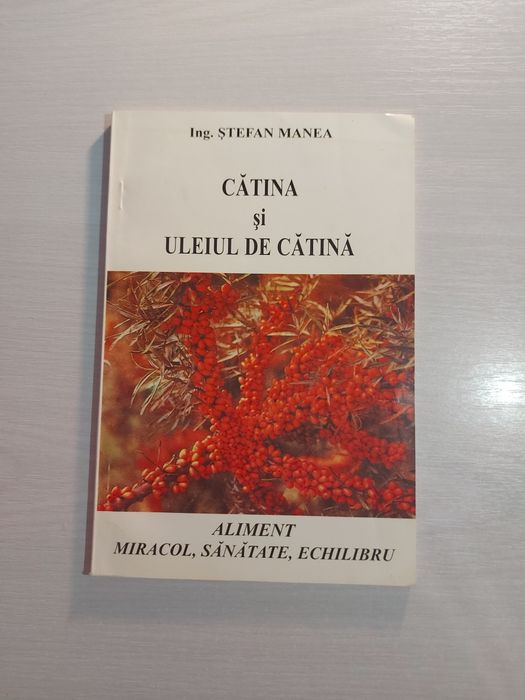 Ing. ŞTEFAN MANEA
CĂTINA
şi
ULEIUL DE CĂTINĂ
ALIMENT
MIRACOL, SĂNĂTATE, ECHILIBRU